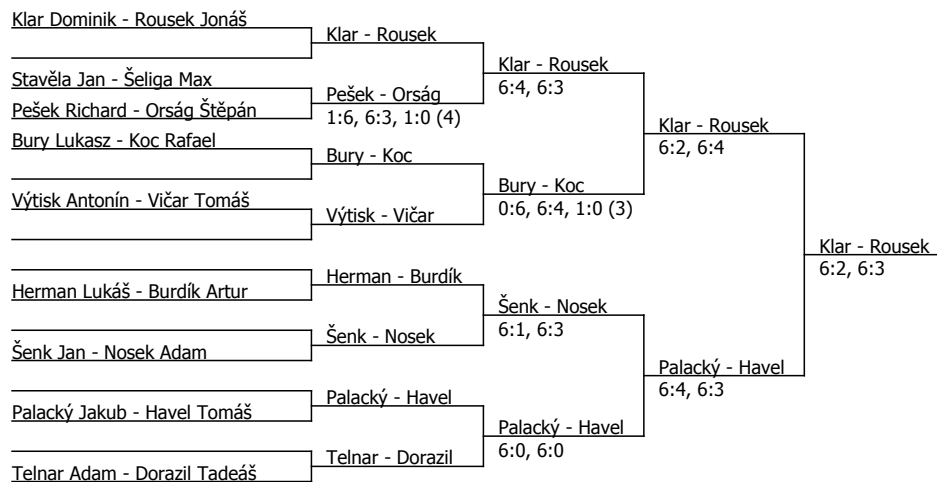 Klar Dominik - Rousek Jonáš
Klar - Rousek
Klar - Rousek
6:4, 6:3
Stavěla Jan - Šeliga Max
Pešek - Orság
1:6, 6:3, 1:0 (4)
Pešek Richard - Orság Štěpán
Klar - Rousek
6:2, 6:4
Bury Lukasz - Koc Rafael
Bury - Koc
Bury - Koc
0:6, 6:4, 1:0 (3)
Výtisk Antonín - Vičar Tomáš
Výtisk - Vičar
Klar - Rousek
6:2, 6:3
Herman - Burdík
Herman Lukáš - Burdík Artur
Šenk - Nosek
6:1, 6:3
Šenk - Nosek
Šenk Jan - Nosek Adam
Palacký - Havel
6:4, 6:3
Palacký - Havel
Palacký Jakub - Havel Tomáš
Palacký - Havel
6:0, 6:0
Telnar - Dorazil
Telnar Adam - Dorazil Tadeáš